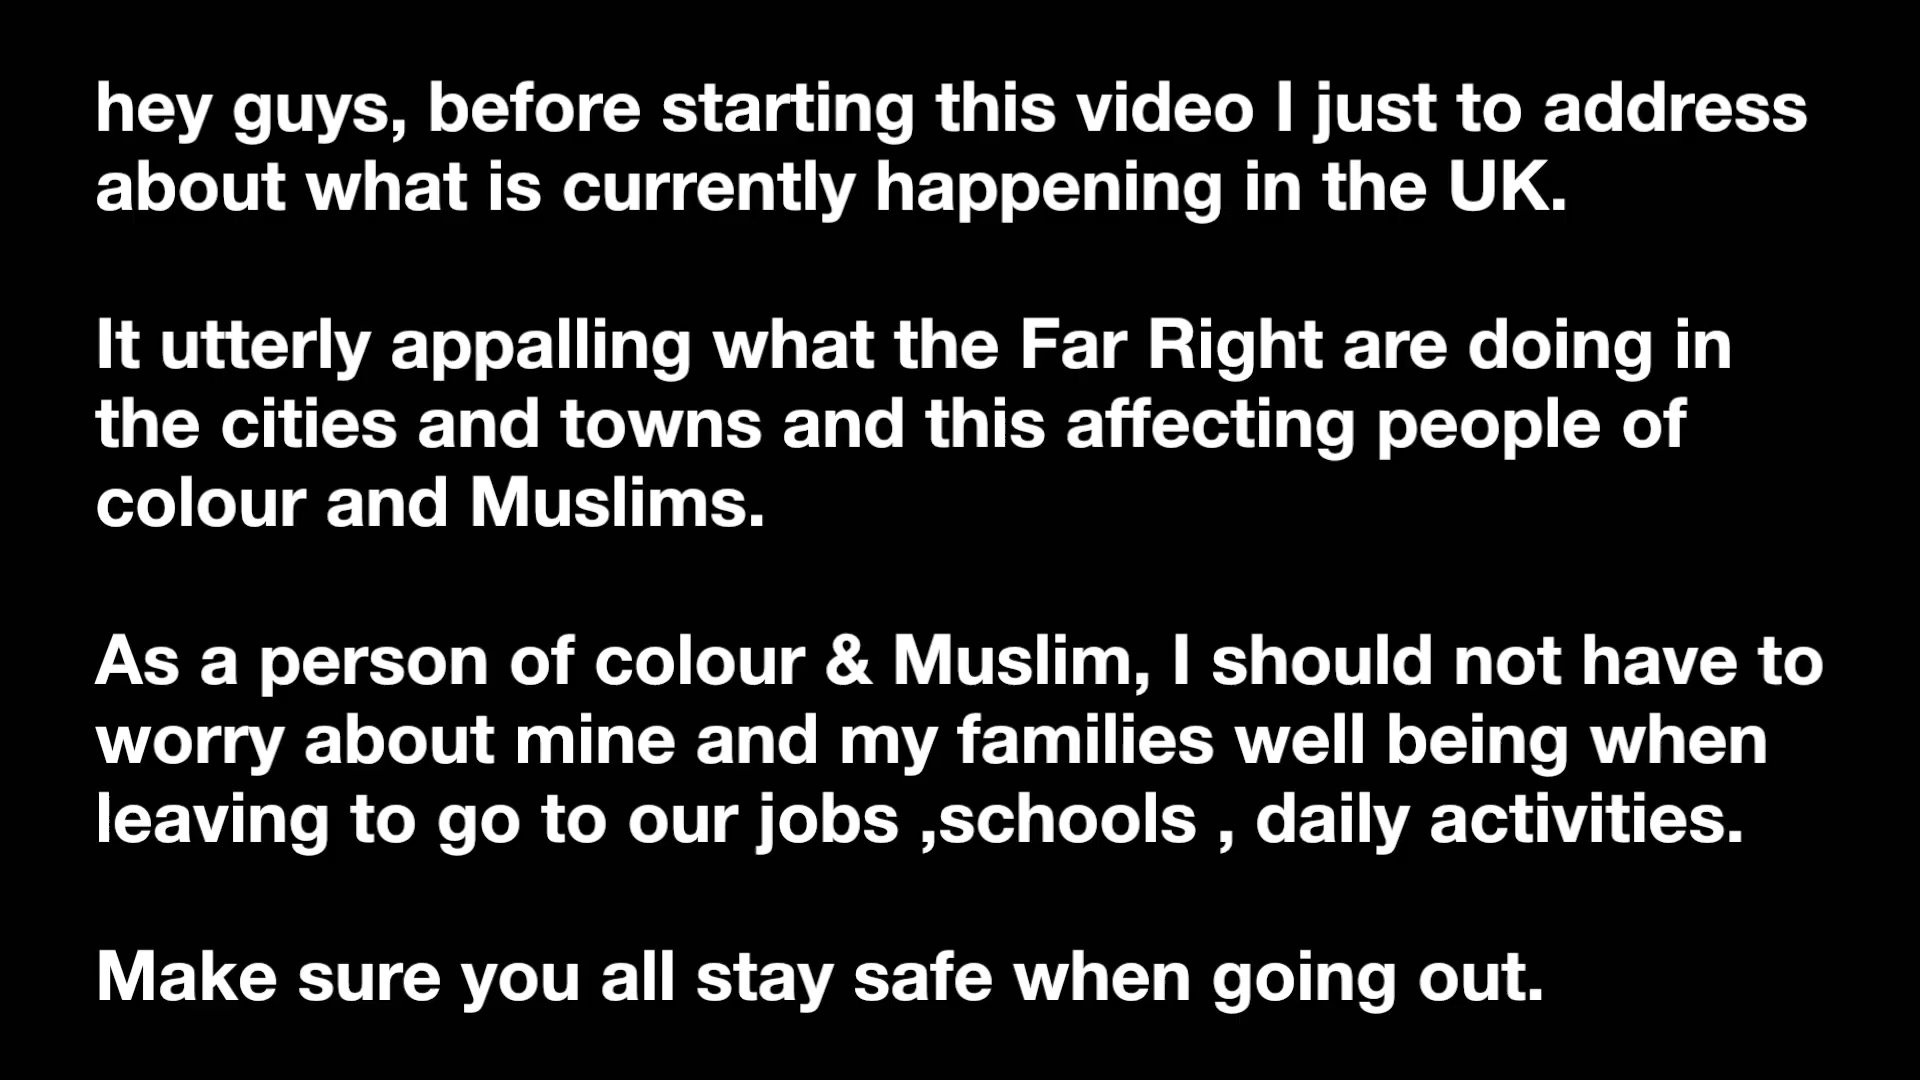 hey guys, before starting this video I just to address
about what is currently happening in the UK.
It utterly appalling what the Far Right are doing in
the cities and towns and this affecting people of
colour and Muslims.
As a person of colour & Muslim, I should not have to
worry about mine and my families well being when
leaving to go to our jobs ,schools , daily activities.
Make sure you all stay safe when going out.